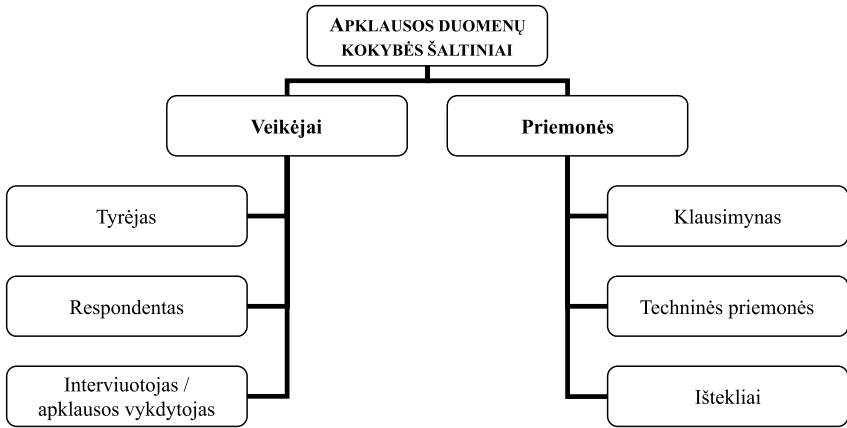 APKLAUSOS DUOMENŲ
KOKYBĖS ŠALTINIAI
Veikėjai
Priemonės
Tyrėjas
Klausimynas
Respondentas
Techninės priemonės
Interviuotojas /
apklausos vykdytojas
Ištekliai